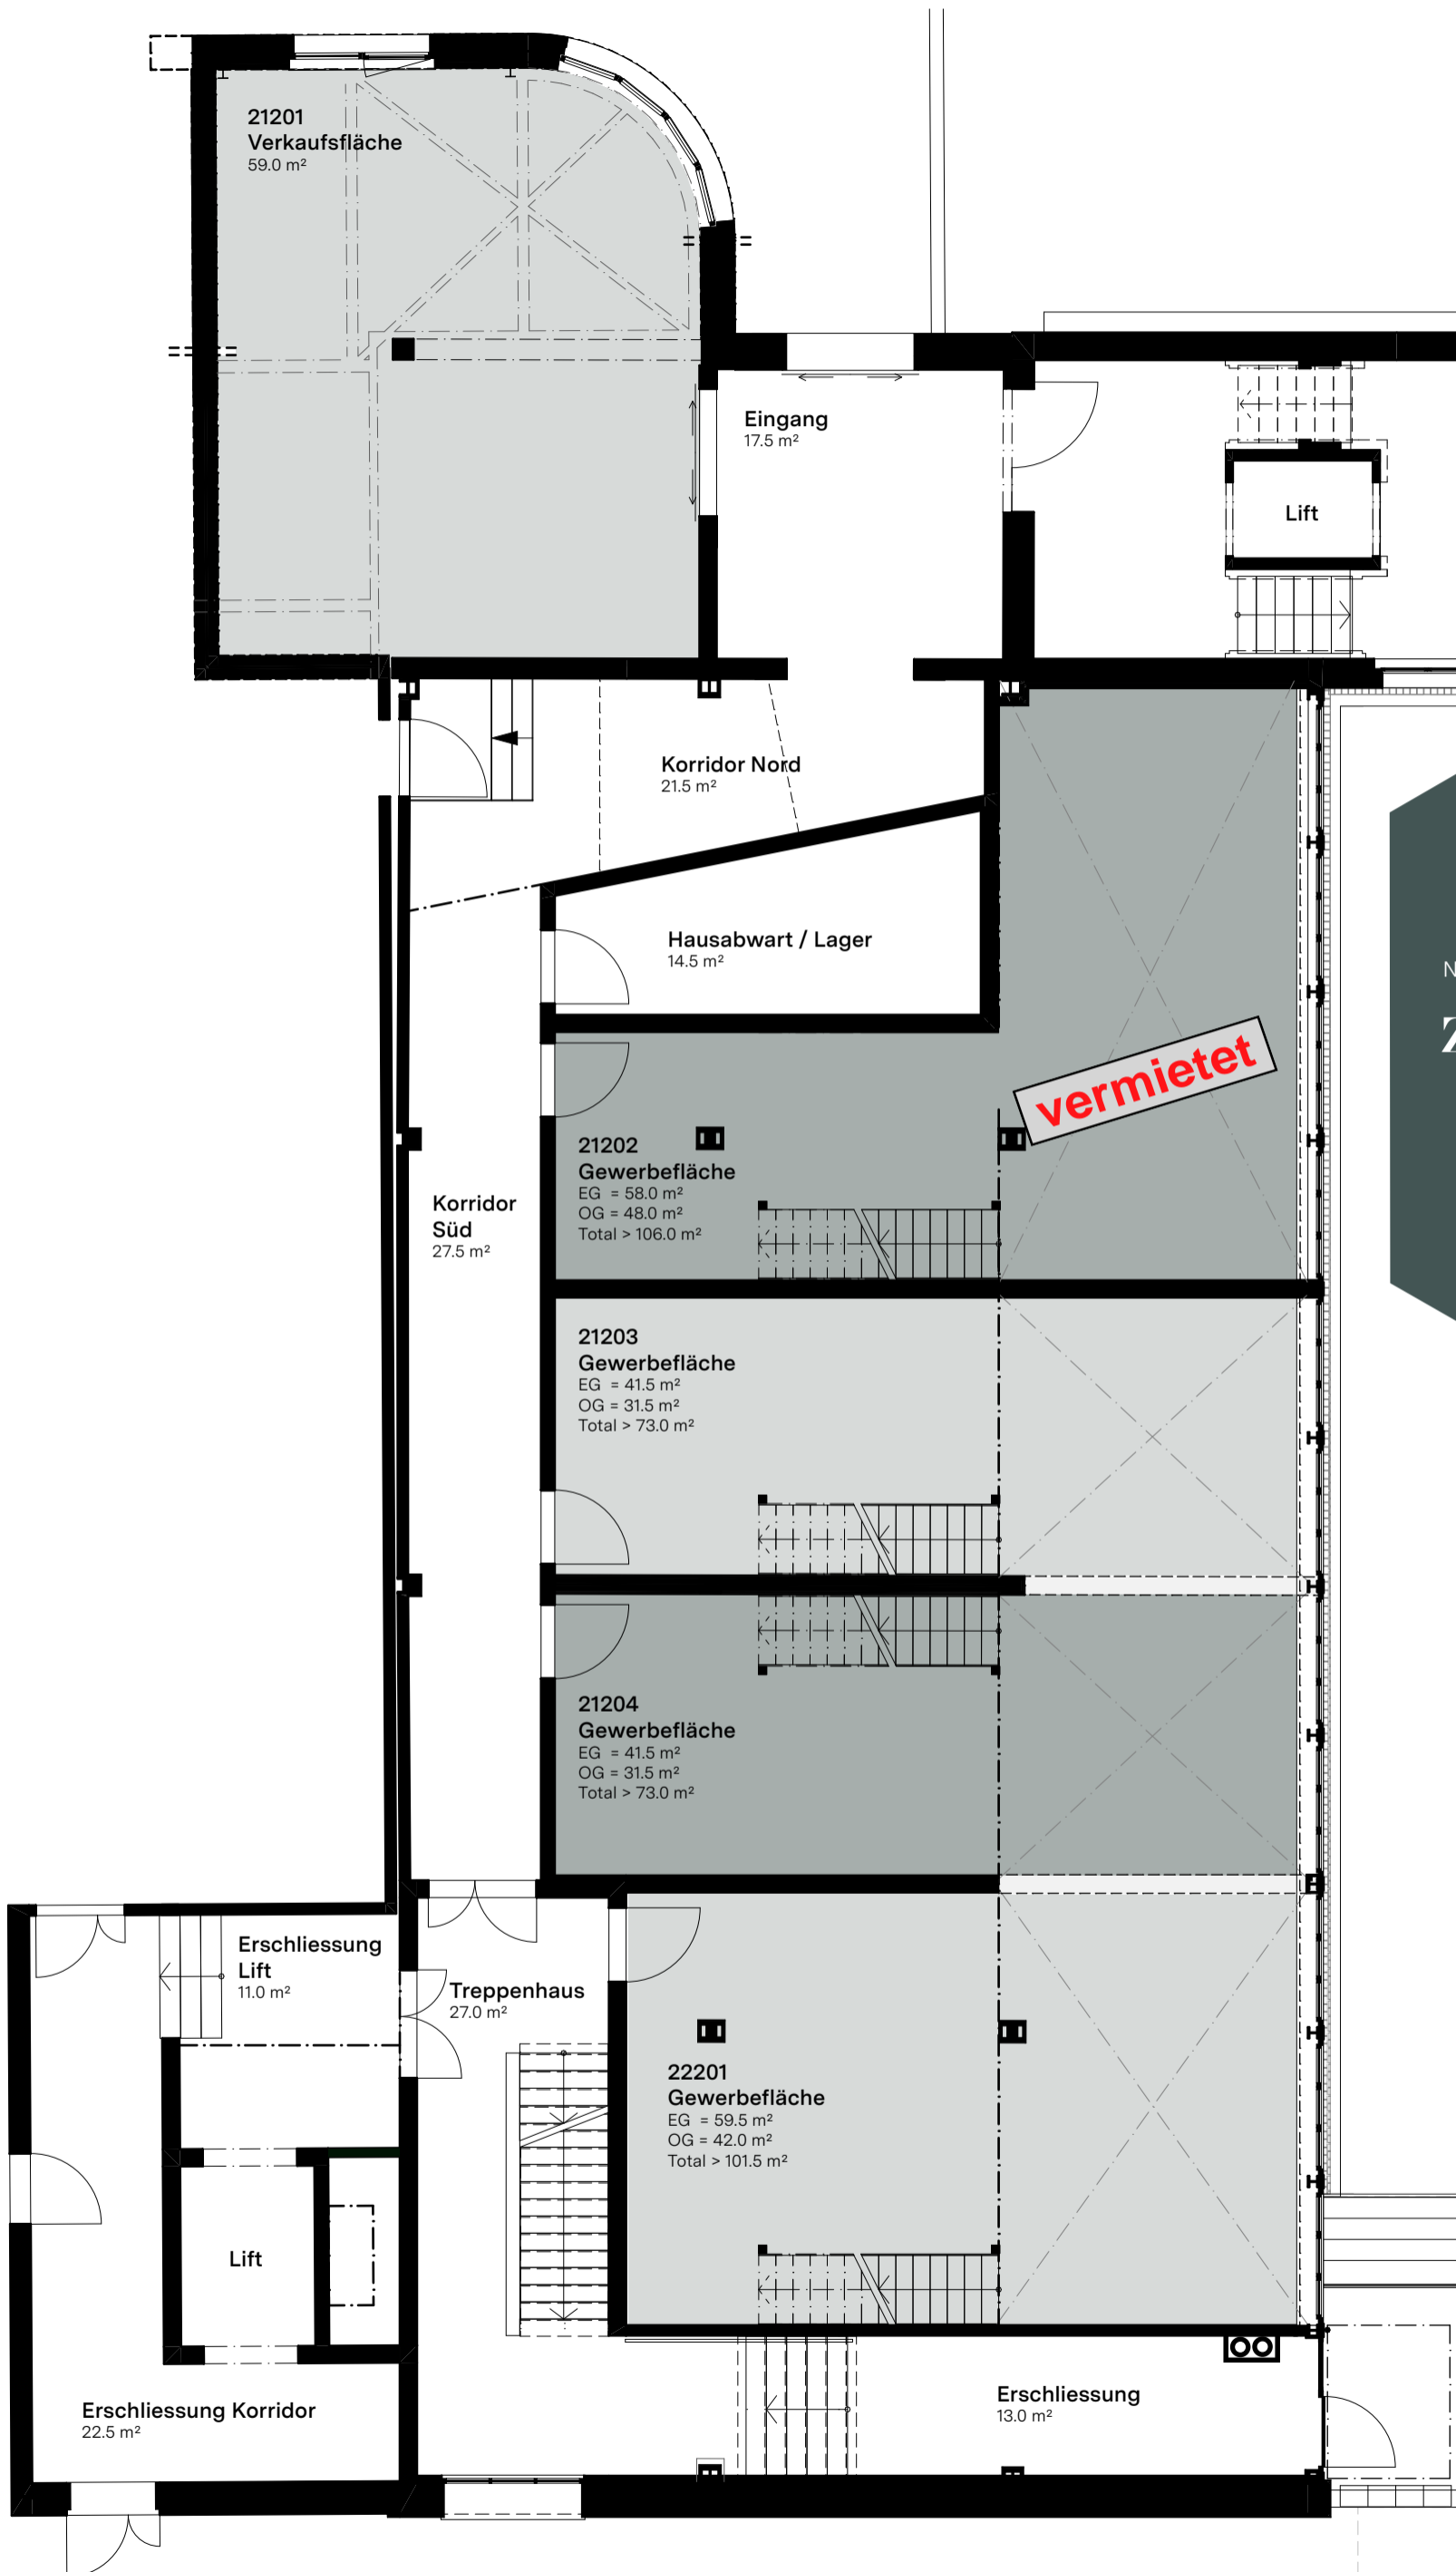 21201
Verkaufsfläche
59.0 m²
Eingang
17.5 m²
Lift
Korridor Nord
21.5 m²
Hausabwart / Lager
14.5 m²
N
Z
vermietet
21202
Gewerbefläche
EG = 58.0 m²
OG = 48.0 m²
Total > 106.0 m²
Korridor
Süd
27.5 m²
21203
Gewerbefläche
EG = 41.5 m²
OG = 31.5 m²
Total > 73.0 m²
21204
Gewerbefläche
EG = 41.5 m²
OG = 31.5 m²
Total > 73.0 m²
Erschliessung
Lift
11.0 m²
Treppenhaus
27.0 m²
22201
Gewerbefläche
EG = 59.5 m²
OG = 42.0 m²
Total > 101.5 m²
Lift
Erschliessung
13.0 m²
Erschliessung Korridor
22.5 m²